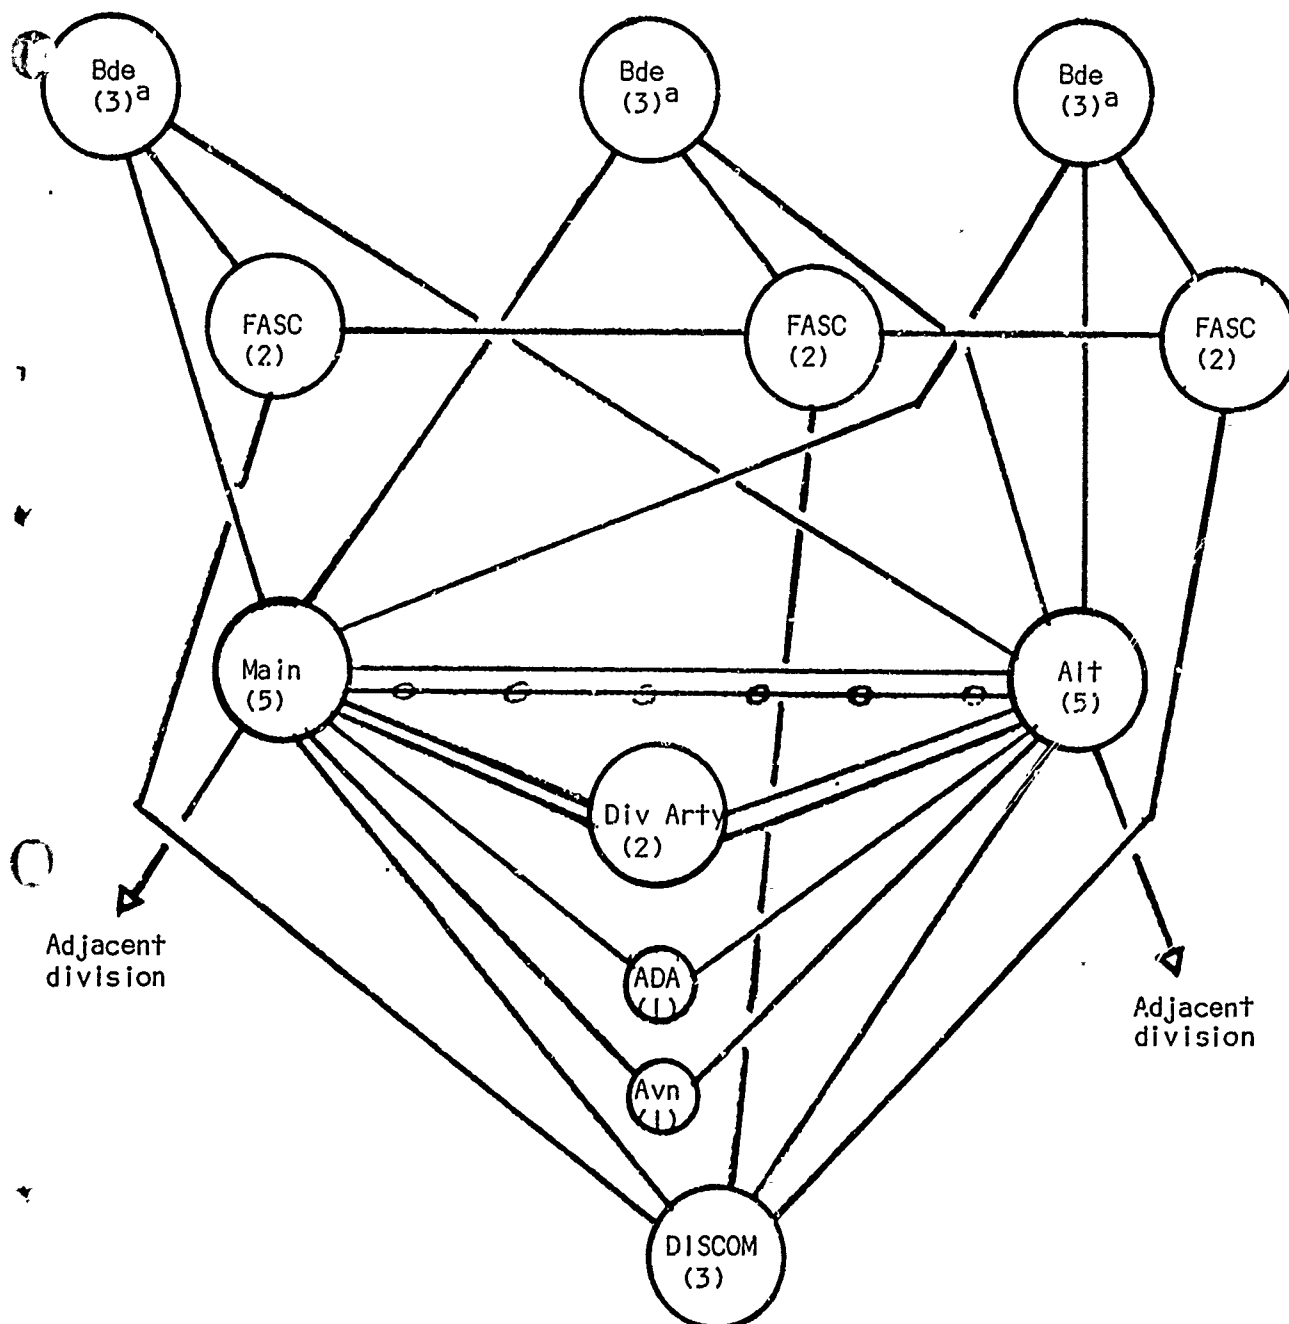 Bde
(3)a
Bde
(3)a
Bde
(3)a
FASC
(2)
FASC
(2)
FASC
(2)
Main
(5)
Alt
(5)
Div Arty
(2)
Adjacent
division
ADA
(1)
Adjacent
division
Avn
(1)
DISCOM
(3)